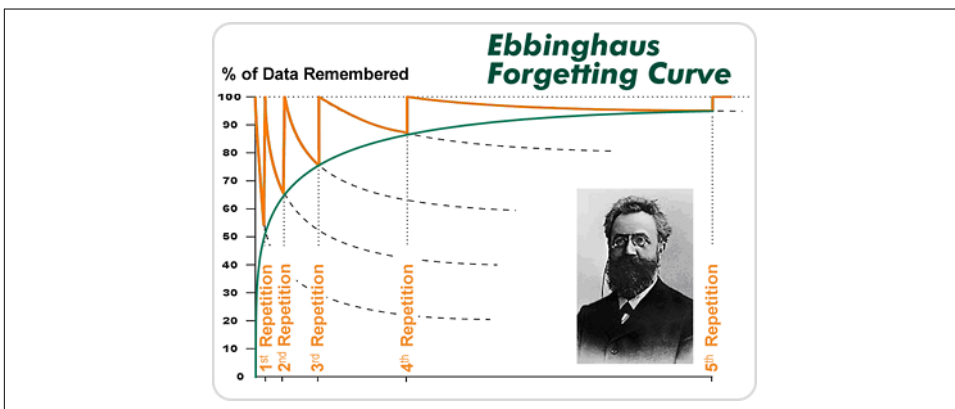 Ebbinghaus
Forgetting Curve
% of Data Remembered
100
90
80
70
60
50
40
30
20
10
0
1st Repetition
2nd Repetition
3rd Repetition
4th Repetition
5th Repetition